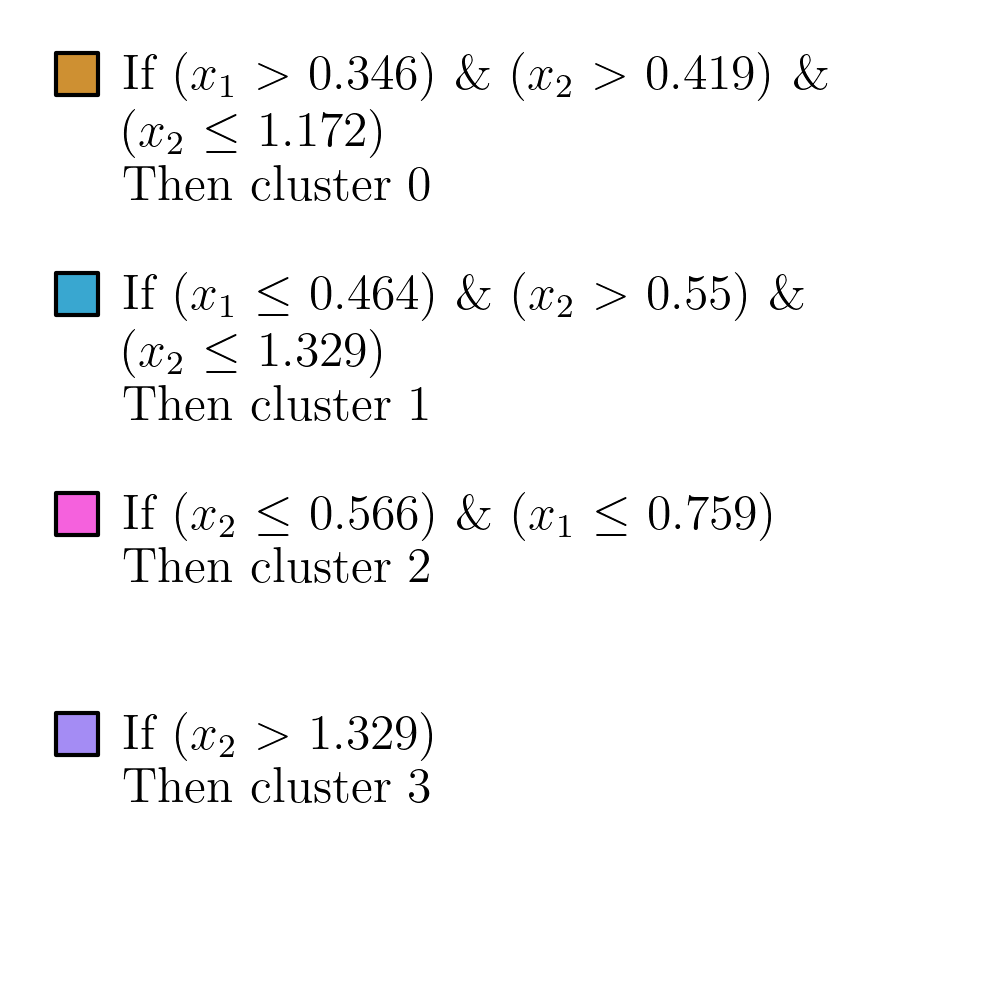 If (x₁ > 0.346) & (x₂ > 0.419) &
(x₂ ≤ 1.172)
Then cluster 0
If (x₁ ≤ 0.464) & (x₂ > 0.55) &
(x₂ ≤ 1.329)
Then cluster 1
If (x₂ ≤ 0.566) & (x₁ ≤ 0.759)
Then cluster 2
If (x₂ > 1.329)
Then cluster 3